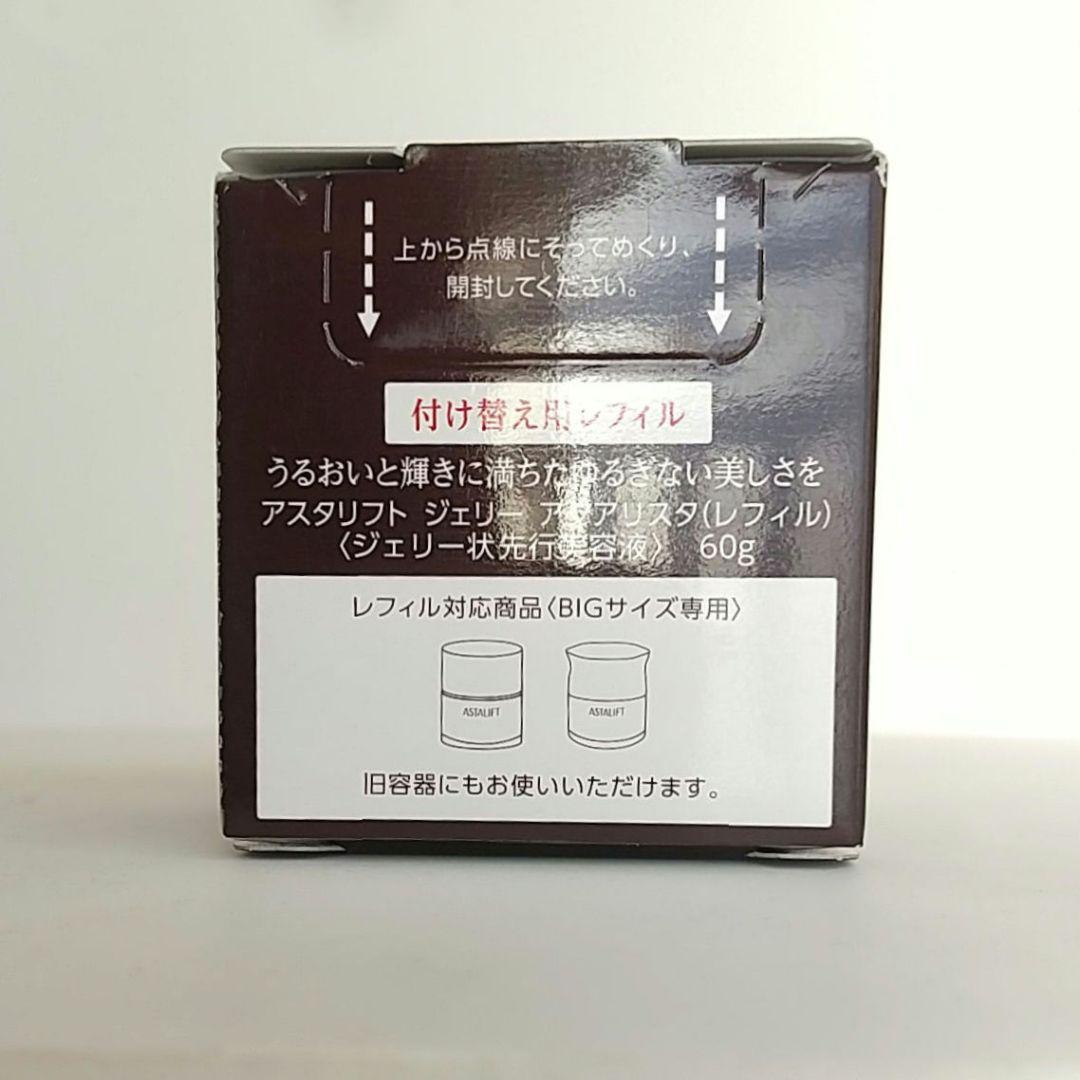 上から点線にそってめくり、
開封してください。
付け替え用レフィル
うるおいと輝きに満ちたゆるぎない美しさを
アスタリフト ジェリー アクアリスタ(レフィル)
〈ジェリー状先行美容液〉 60g
レフィル対応商品〈BIGサイズ専用〉
ASTALIFT ASTALIFT
旧容器にもお使いいただけます。